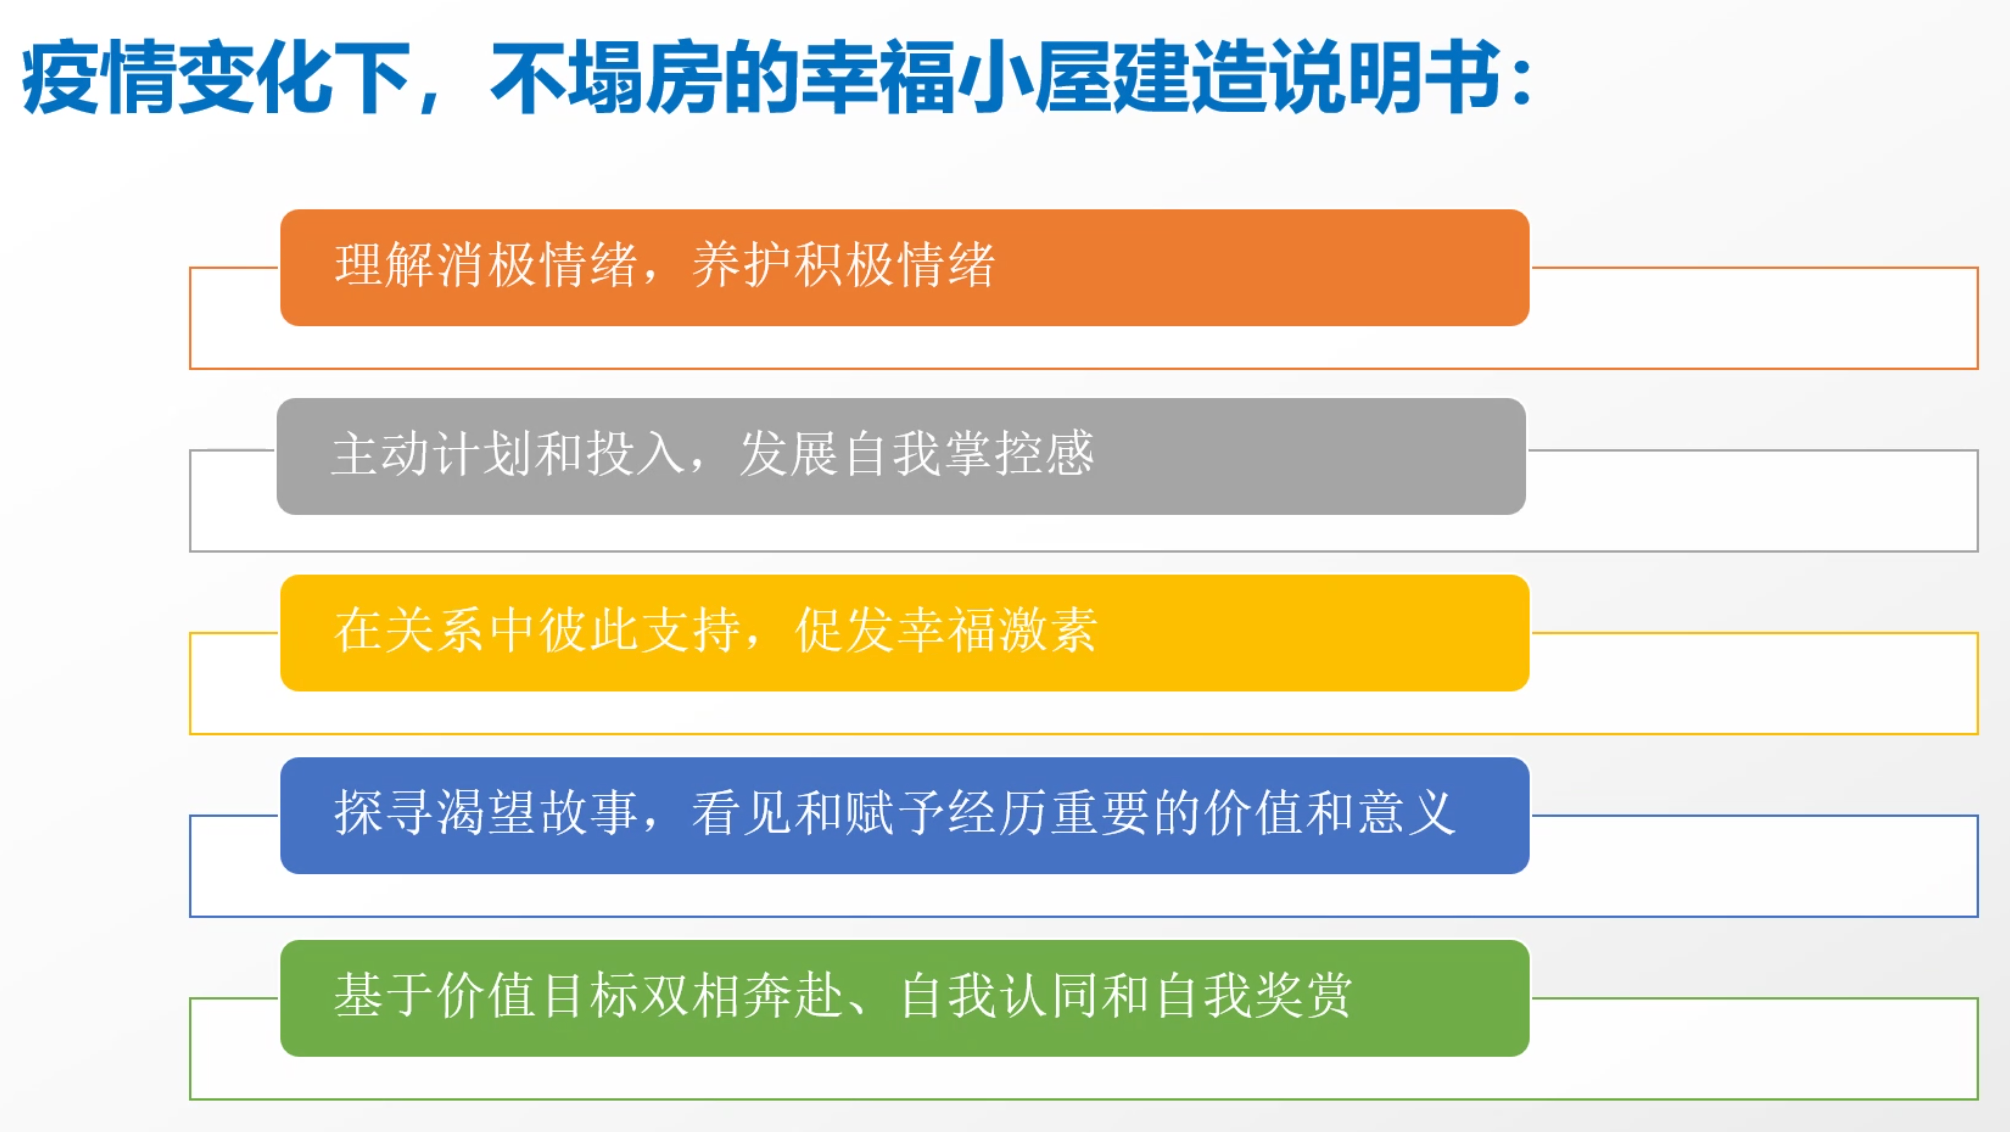 疫情变化下，不塌房的幸福小屋建造说明书：
理解消极情绪，养护积极情绪
主动计划和投入，发展自我掌控感
在关系中彼此支持，促发幸福激素
探寻渴望故事，看见和赋予经历重要的价值和意义
基于价值目标双相奔赴、自我认同和自我奖赏